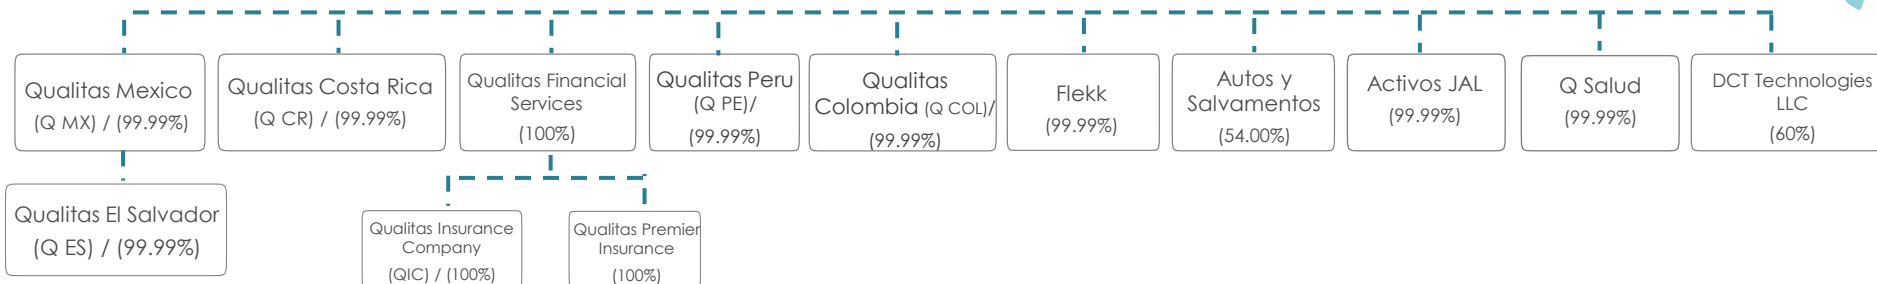 Qualitas Mexico
(Q MX) / (99.99%)
Qualitas Costa Rica
(Q CR) / (99.99%)
Qualitas Financial
Services
(100%)
Qualitas Peru
(Q PE)/
(99.99%)
Qualitas
Colombia (Q COL)/
(99.99%)
Flekk
(99.99%)
Autos y
Salvamentos
(54.00%)
Activos JAL
(99.99%)
Q Salud
(99.99%)
DCT Technologies
LLC
(60%)
Qualitas El Salvador
(Q ES) / (99.99%)
Qualitas Insurance
Company
(QIC) / (100%)
Qualitas Premier
Insurance
(100%)